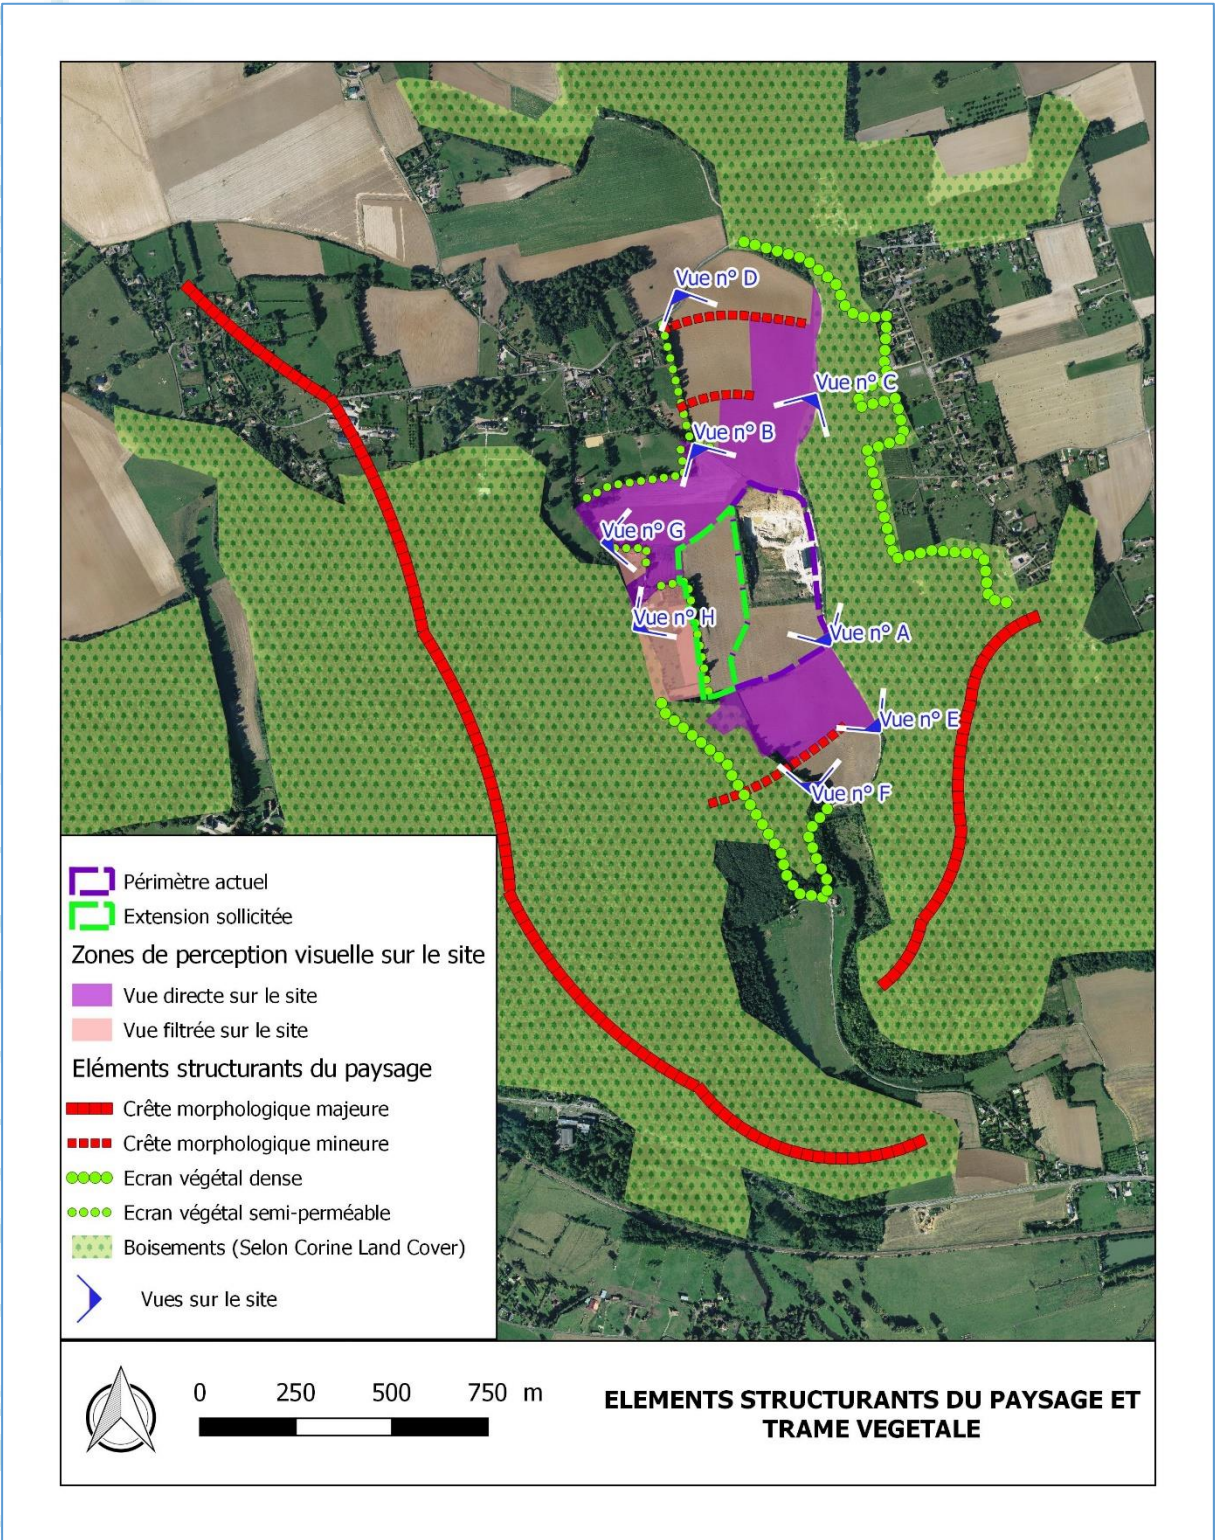 Vue n° D
Vue n° C
Vue n° B
Vue n° G
Vue n° H
Vue n° A
Vue n° E
Vue n° F
Périmètre actuel
Extension sollicitée
Zones de perception visuelle sur le site
Vue directe sur le site
Vue filtrée sur le site
Eléments structurants du paysage
Crête morphologique majeure
Crête morphologique mineure
Ecran végétal dense
Ecran végétal semi-perméable
Boisements (Selon Corine Land Cover)
Vues sur le site
0 250 500 750 m
ELEMENTS STRUCTURANTS DU PAYSAGE ET
TRAME VEGETALE